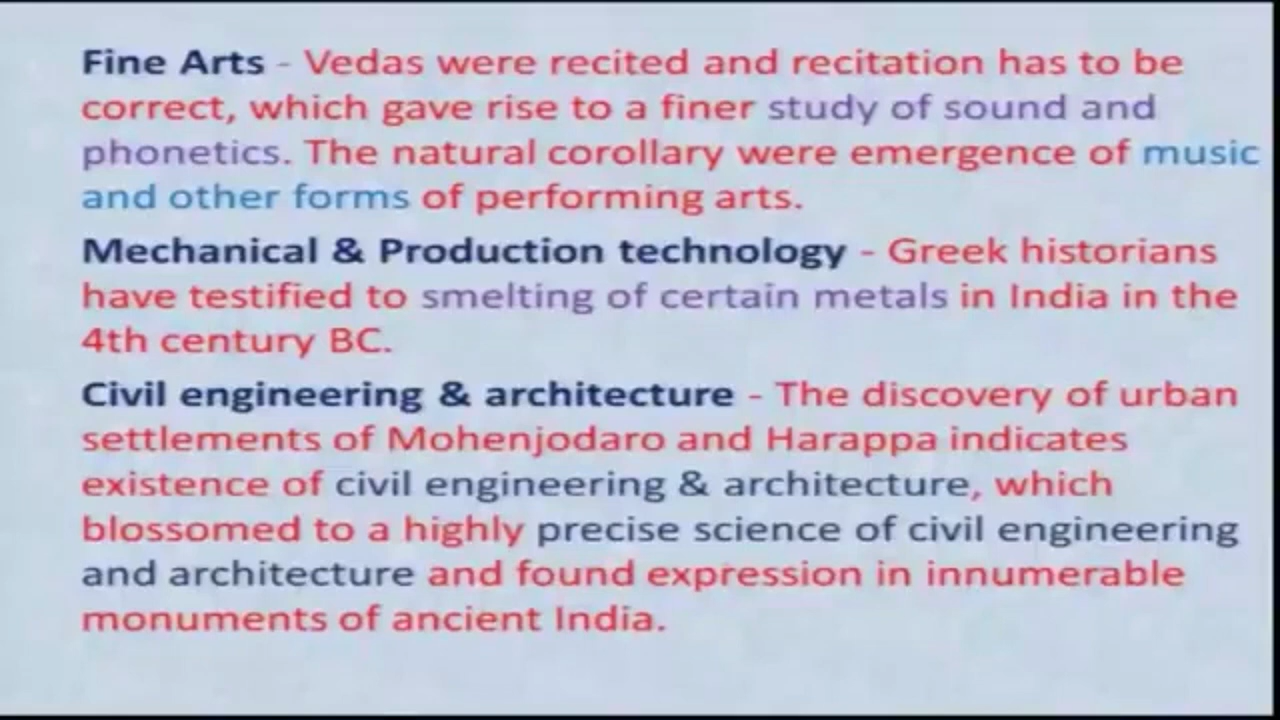 Fine Arts - Vedas were recited and recitation has to be
correct, which gave rise to a finer study of sound and
phonetics. The natural corollary were emergence of music
and other forms of performing arts.
Mechanical & Production technology - Greek historians
have testified to smelting of certain metals in India in the
4th century BC.
Civil engineering & architecture - The discovery of urban
settlements of Mohenjodaro and Harappa indicates
existence of civil engineering & architecture, which
blossomed to a highly precise science of civil engineering
and architecture and found expression in innumerable
monuments of ancient India.